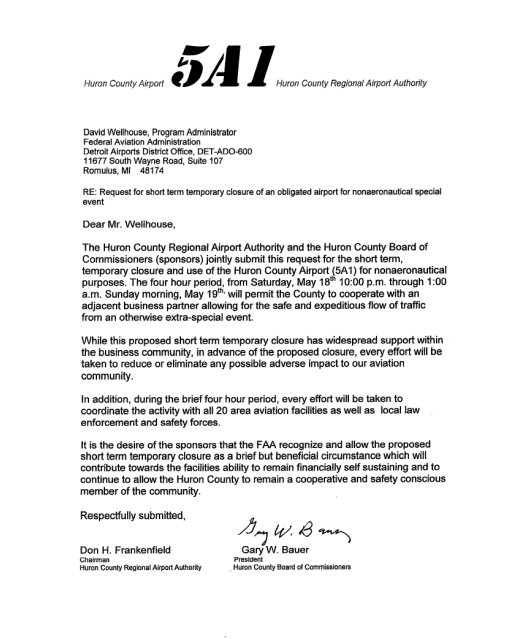 Huron County Airport 5A1 Huron County Regional Airport Authority
David Wellhouse, Program Administrator
Federal Aviation Administration
Detroit Airports District Office, DET-ADO-600
11677 South Wayne Road, Suite 107
Romulus, MI 48174
RE: Request for short term temporary closure of an obligated airport for nonaeronautical special
event
Dear Mr. Wellhouse,
The Huron County Regional Airport Authority and the Huron County Board of
Commissioners (sponsors) jointly submit this request for the short term,
temporary closure and use of the Huron County Airport (5A1) for nonaeronautical
purposes. The four hour period, from Saturday, May 18th 10:00 p.m. through 1:00
a.m. Sunday morning, May 19th, will permit the County to cooperate with an
adjacent business partner allowing for the safe and expeditious flow of traffic
from an otherwise extra-special event.
While this proposed short term temporary closure has widespread support within
the business community, in advance of the proposed closure, every effort will be
taken to reduce or eliminate any possible adverse impact to our aviation
community.
In addition, during the brief four hour period, every effort will be taken to
coordinate the activity with all 20 area aviation facilities as well as local law
enforcement and safety forces.
It is the desire of the sponsors that the FAA recognize and allow the proposed
short term temporary closure as a brief but beneficial circumstance which will
contribute towards the facilities ability to remain financially self sustaining and to
continue to allow the Huron County to remain a cooperative and safety conscious
member of the community.
Respectfully submitted,
Gary W. Bauer
Don H. Frankenfield Gary W. Bauer
Chairman President
Huron County Regional Airport Authority Huron County Board of Commissioners